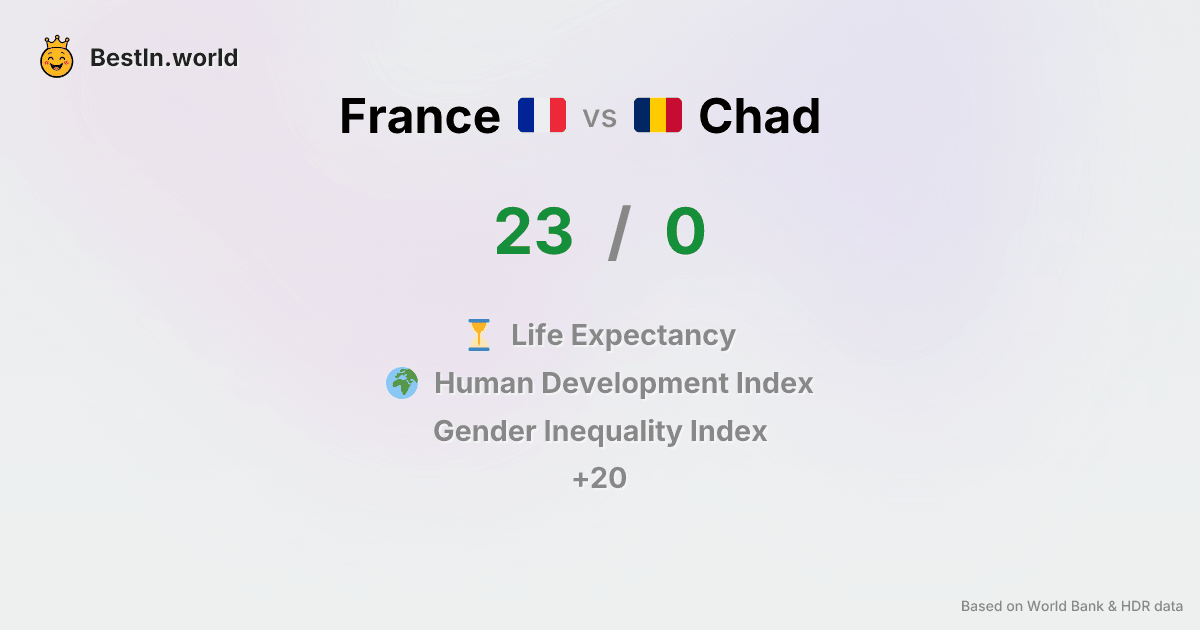 BestIn.world
France vs Chad
23 / 0
Life Expectancy
Human Development Index
Gender Inequality Index
+20
Based on World Bank & HDR data